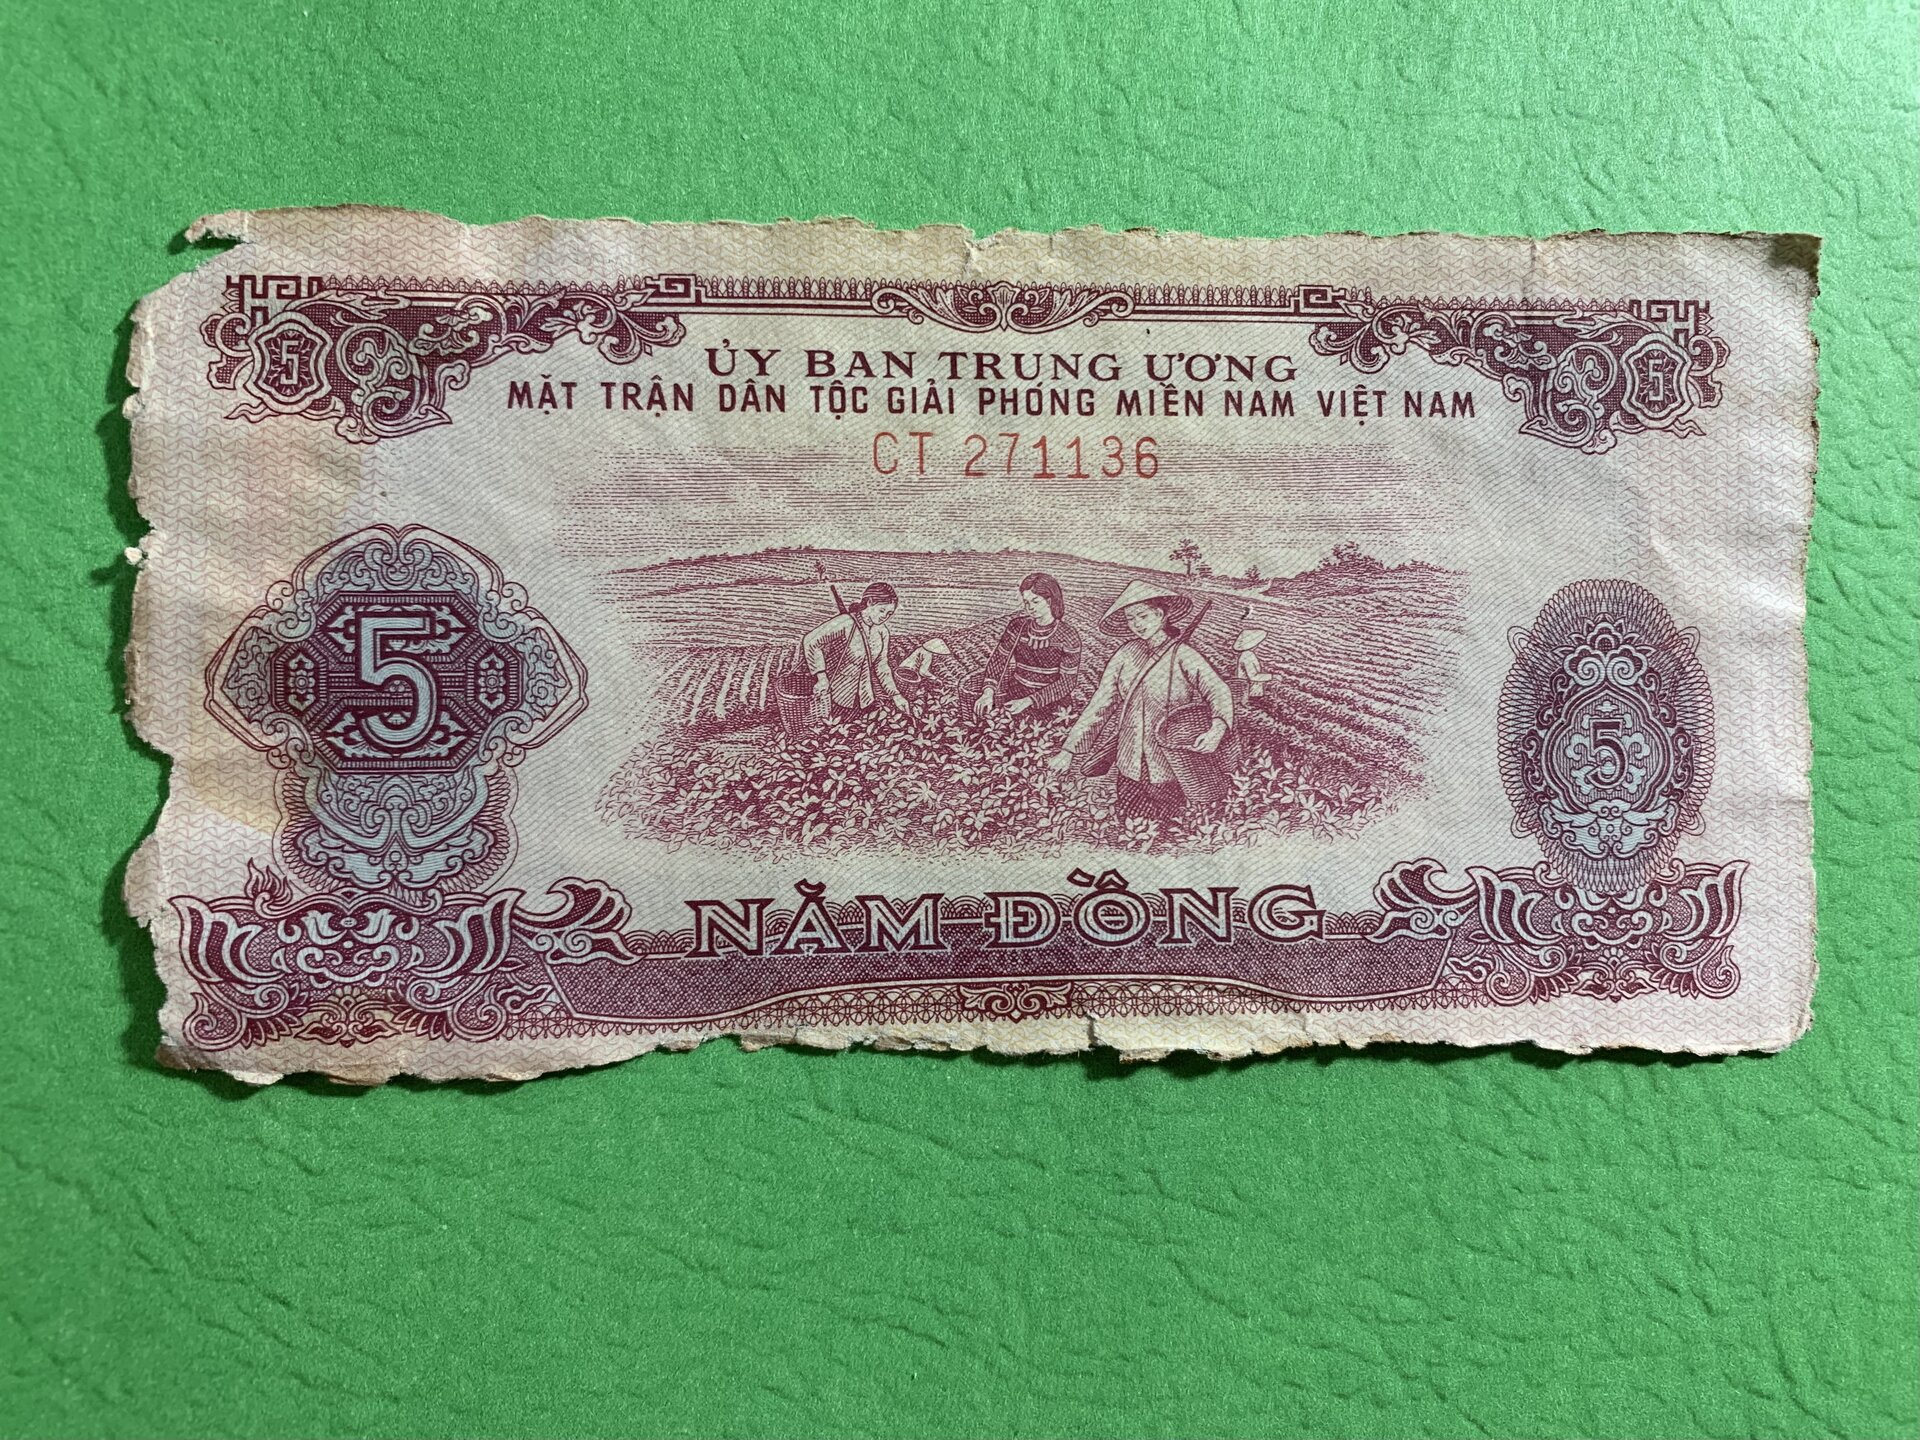 5 5
ỦY BAN TRUNG ƯƠNG
MẶT TRẬN DÂN TỘC GIẢI PHÓNG MIỀN NAM VIỆT NAM
CT 271136
5
5
NĂM ĐỒNG